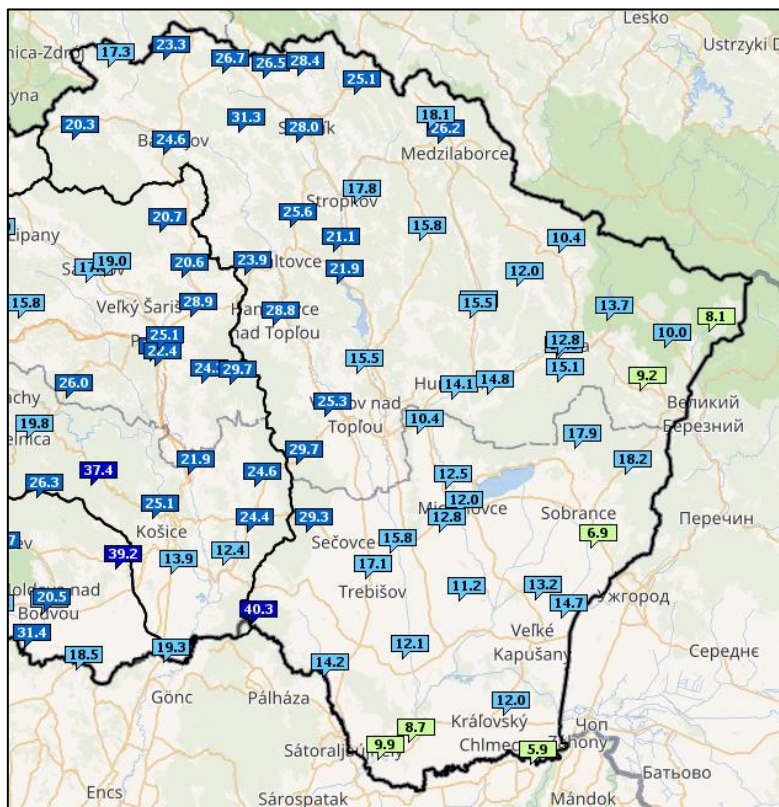 Lesko
23.3
17.3
nica-Zdrój
26.7
28.4
26.5
Ustrzyki D
25.1
18.1
20.3
31.3
28.0
26.2
24.6
Medzilaborce
17.8
20.7
25.6
Stropkov
15.8
Lipany
21.1
10.4
19.0
20.6
23.9
21.9
12.0
15.8
Veľký Šariš
28.9
28.8
15.5
13.7
8.1
nad Topľou
25.1
22.4
12.8
10.0
15.5
15.1
26.0
29.7
14.1
14.8
9.2
25.3
Великий
Березний
19.8
nad
Topľou
10.4
17.9
29.7
21.9
18.2
37.4
24.6
12.5
26.3
25.1
12.0
24.4
29.3
12.8
Sobrance
Перечин
Košice
6.9
39.2
13.9
12.4
Sečovce
15.8
17.1
Trebišov
11.2
13.2
14.7
Ужгород
20.5
40.3
31.4
Veľké
Kapušany
Середнє
12.1
18.5
19.3
14.2
Gönc
Pálháza
12.0
Kráľovský
Chlmec
Чоп
8.7
9.9
5.9
Батьово
Encs
Sárospatak
Mándok